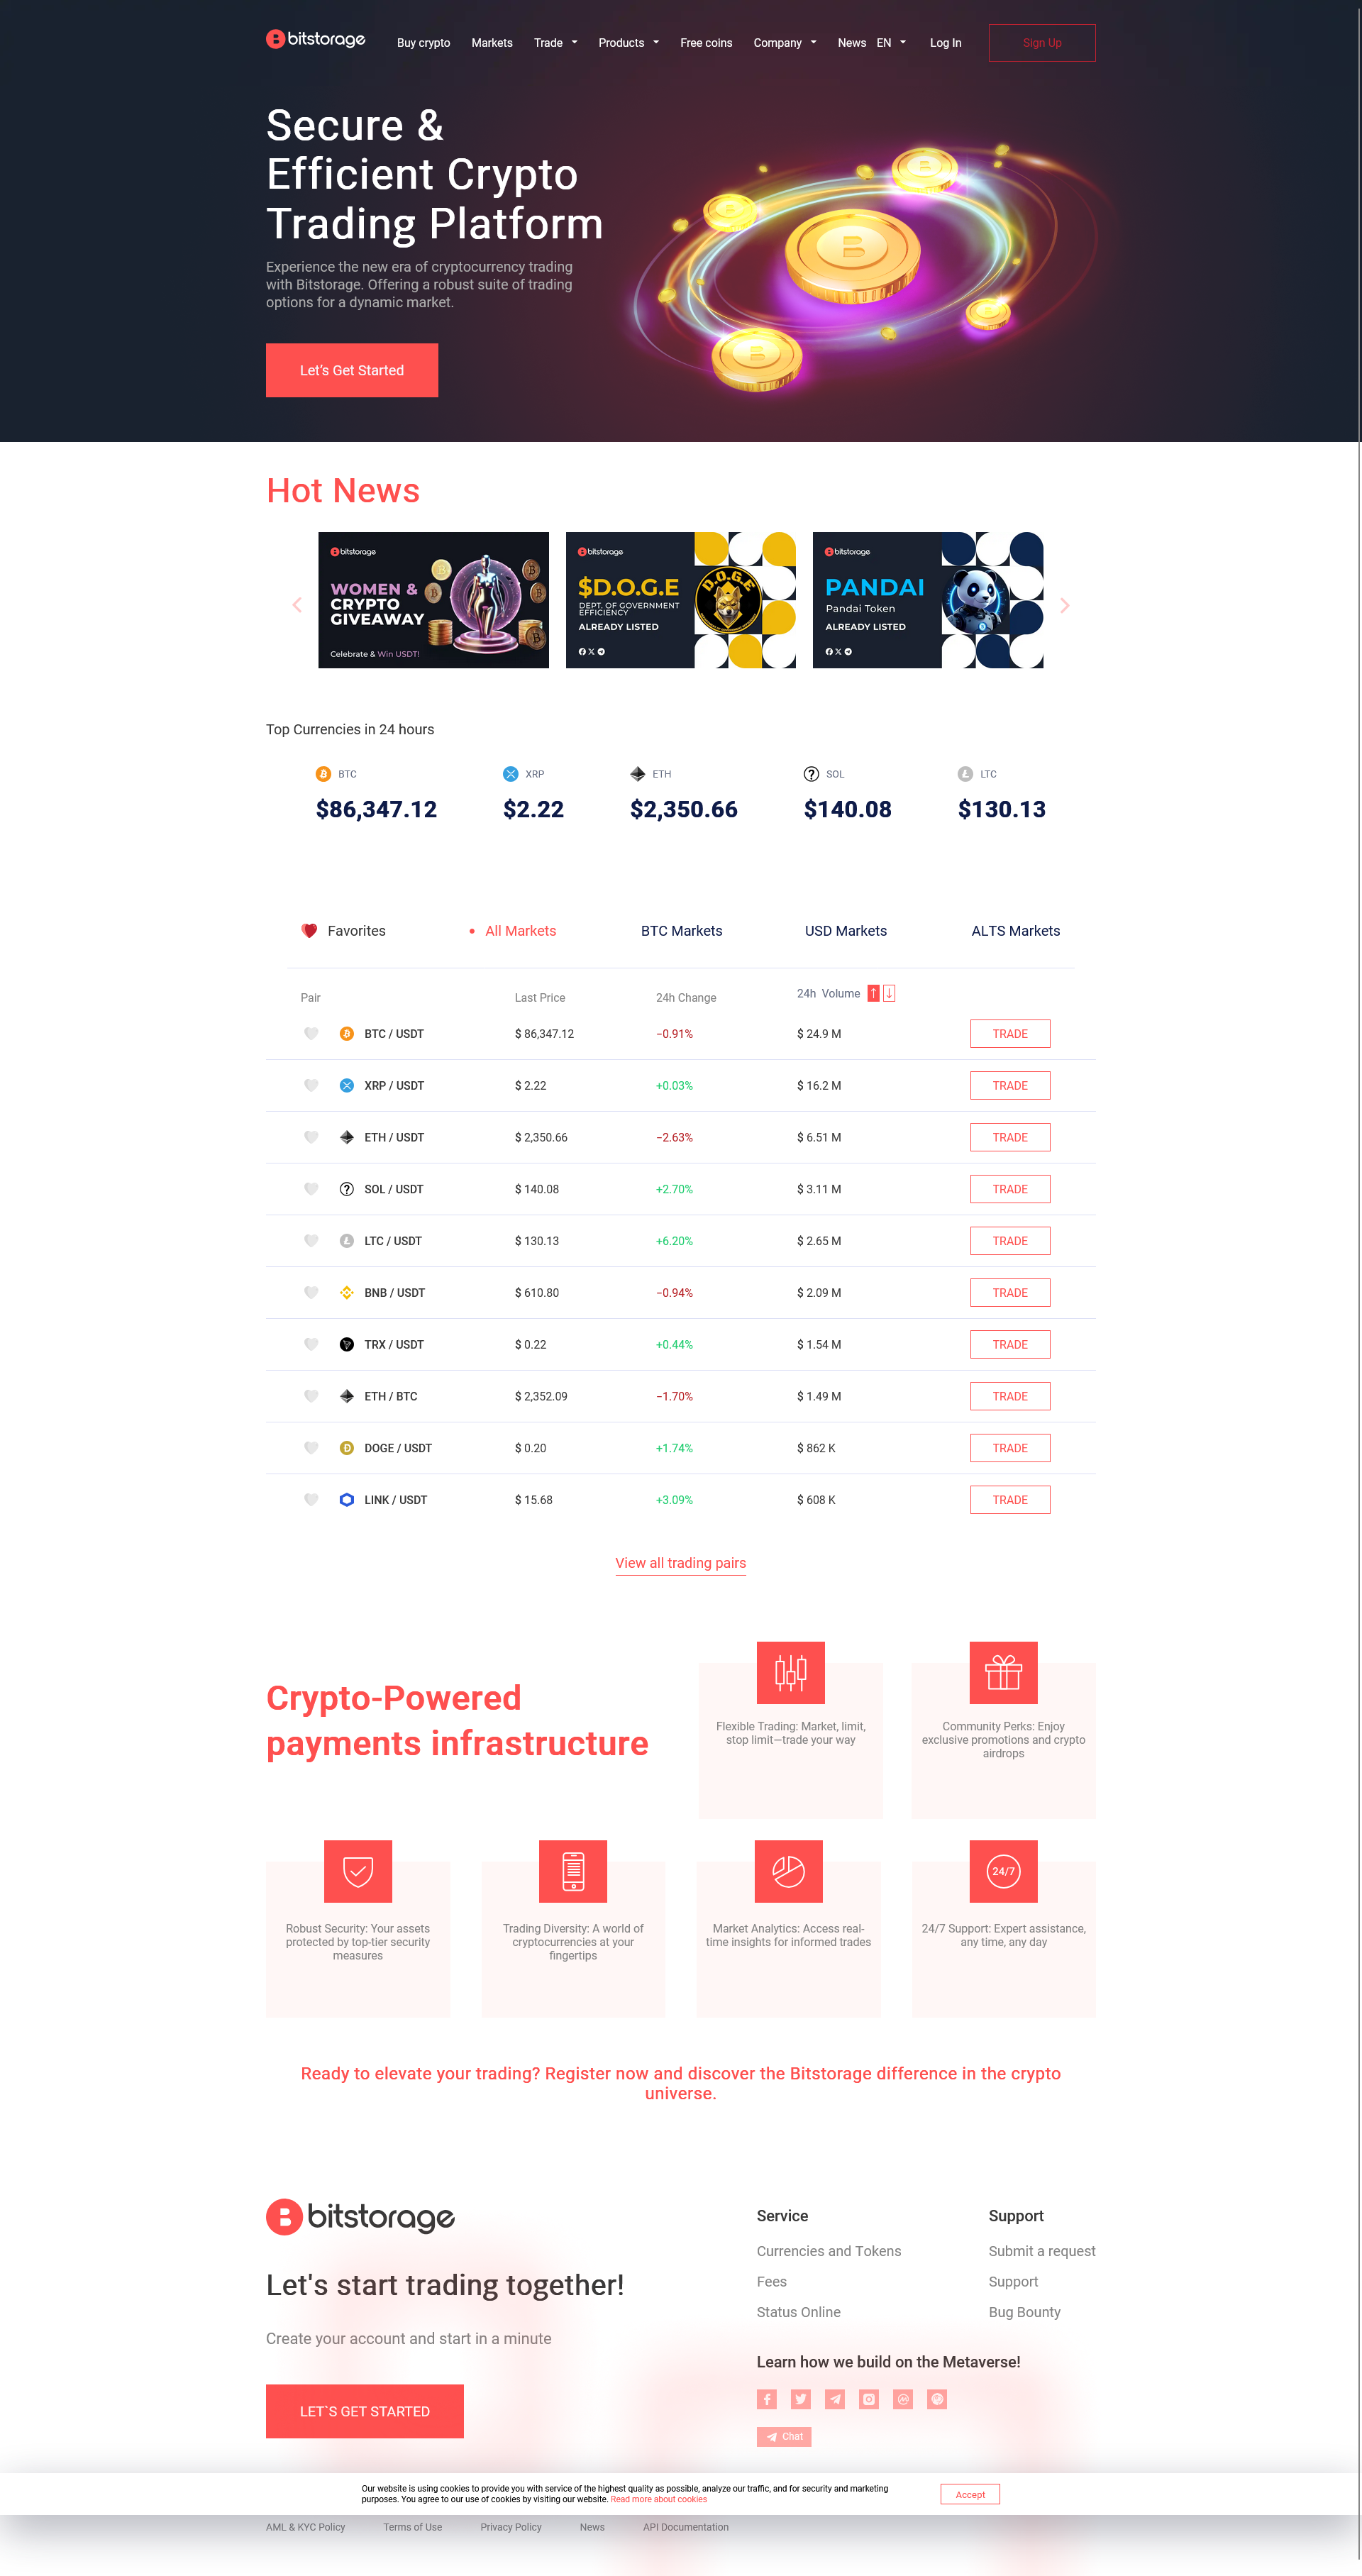 bitstorage
Buy crypto Markets Trade Products Free coins Company News EN Log In Sign Up
Secure &
Efficient Crypto
Trading Platform
Experience the new era of cryptocurrency trading
with Bitstorage. Offering a robust suite of trading
options for a dynamic market.
Let's Get Started
Hot News
bitstorage
WOMEN &
CRYPTO
GIVEAWAY
Celebrate & Win USDT!
bitstorage
$D.O.G.E
DEPT. OF GOVERNMENT
EFFICIENCY
ALREADY LISTED
D.O.G.E
bitstorage
PANDAI
Pandai Token
ALREADY LISTED
Top Currencies in 24 hours
BTC XRP ETH SOL LTC
$86,347.12 $2.22 $2,350.66 $140.08 $130.13
Favorites All Markets BTC Markets USD Markets ALTS Markets
Pair Last Price 24h Change 24h Volume
BTC / USDT $ 86,347.12 −0.91% $ 24.9 M TRADE
XRP / USDT $ 2.22 +0.03% $ 16.2 M TRADE
ETH / USDT $ 2,350.66 −2.63% $ 6.51 M TRADE
SOL / USDT $ 140.08 +2.70% $ 3.11 M TRADE
LTC / USDT $ 130.13 +6.20% $ 2.65 M TRADE
BNB / USDT $ 610.80 −0.94% $ 2.09 M TRADE
TRX / USDT $ 0.22 +0.44% $ 1.54 M TRADE
ETH / BTC $ 2,352.09 −1.70% $ 1.49 M TRADE
DOGE / USDT $ 0.20 +1.74% $ 862 K TRADE
LINK / USDT $ 15.68 +3.09% $ 608 K TRADE
View all trading pairs
Crypto-Powered
payments infrastructure
Flexible Trading: Market, limit,
stop limit—trade your way
Community Perks: Enjoy
exclusive promotions and crypto
airdrops
Robust Security: Your assets
protected by top-tier security
measures
Trading Diversity: A world of
cryptocurrencies at your
fingertips
Market Analytics: Access real-
time insights for informed trades
24/7
24/7 Support: Expert assistance,
any time, any day
Ready to elevate your trading? Register now and discover the Bitstorage difference in the crypto
universe.
bitstorage
Let's start trading together!
Create your account and start in a minute
LET`S GET STARTED
Service
Currencies and Tokens
Fees
Status Online
Support
Submit a request
Support
Bug Bounty
Learn how we build on the Metaverse!
Chat
Our website is using cookies to provide you with service of the highest quality as possible, analyze our traffic, and for security and marketing
purposes. You agree to our use of cookies by visiting our website. Read more about cookies
Accept
AML & KYC Policy Terms of Use Privacy Policy News API Documentation